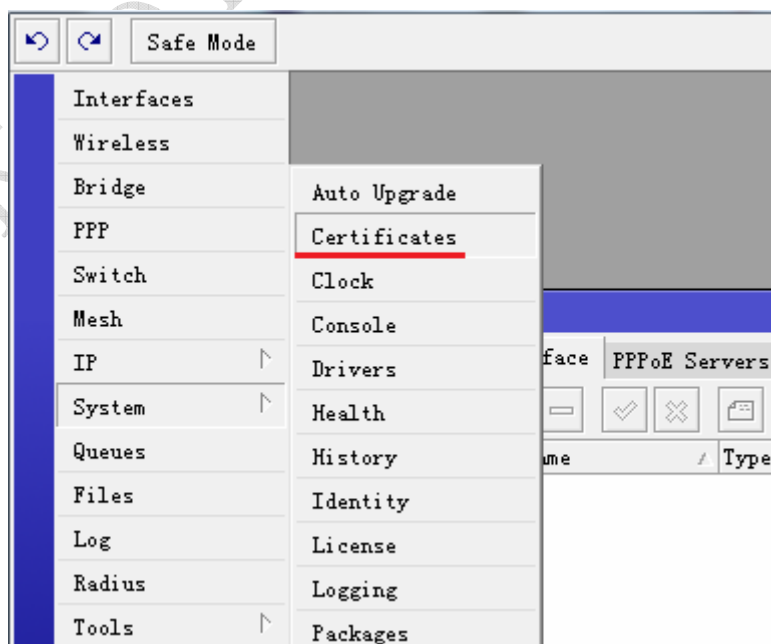 Safe Mode
Interfaces
Wireless
Bridge
PPP
Switch
Mesh
IP
System
Queues
Files
Log
Radius
Tools
Auto Upgrade
Certificates
Clock
Console
Drivers
Health
History
Identity
License
Logging
Packages
face PPPoE Servers
me Type